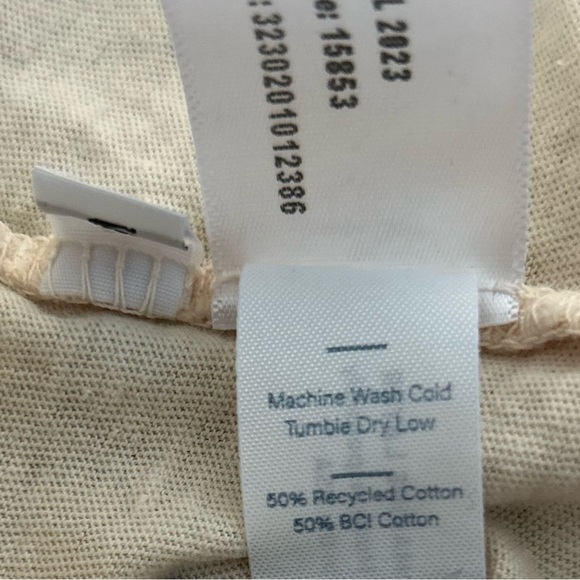 L 2023
e: 15853
: 3230201012386
Machine Wash Cold
Tumble Dry Low
50% Recycled Cotton
50% BCI Cotton